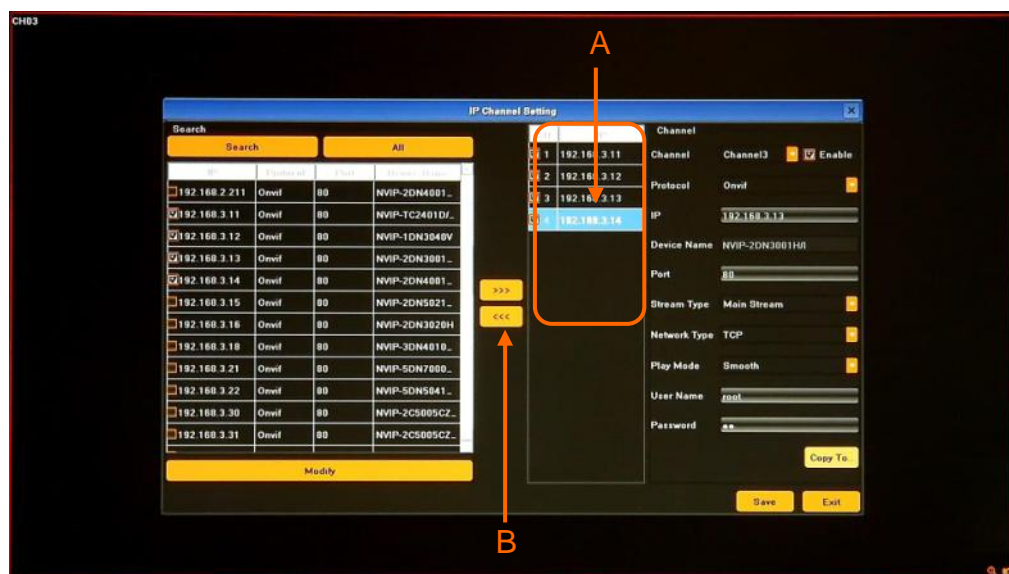 CH03
A
IP Channel Setting
Search
Search All
IP Protocol Port Device Name
192.168.2.211 Onvif 80 NVIP-2DN4001_
192.168.3.11 Onvif 80 NVIP-TC2401D/_
192.168.3.12 Onvif 80 NVIP-1DN3040V
192.168.3.13 Onvif 80 NVIP-2DN3001_
192.168.3.14 Onvif 80 NVIP-2DN4001_
192.168.3.15 Onvif 80 NVIP-2DN5021_
192.168.3.16 Onvif 80 NVIP-2DN3020H
192.168.3.18 Onvif 80 NVIP-3DN4010_
192.168.3.21 Onvif 80 NVIP-5DN7000_
192.168.3.22 Onvif 80 NVIP-5DN5041_
192.168.3.30 Onvif 80 NVIP-2C5005CZ_
192.168.3.31 Onvif 80 NVIP-2C5005CZ_
Modify
>>>
<<<
1 192.168.3.11
2 192.168.3.12
3 192.168.3.13
4 192.168.3.14
Channel
Channel Channel3 Enable
Protocol Onvif
IP 192.168.3.13
Device Name NVIP-2DN3001H/I
Port 80
Stream Type Main Stream
Network Type TCP
Play Mode Smooth
User Name root
Password ●●
Copy To...
Save Exit
B